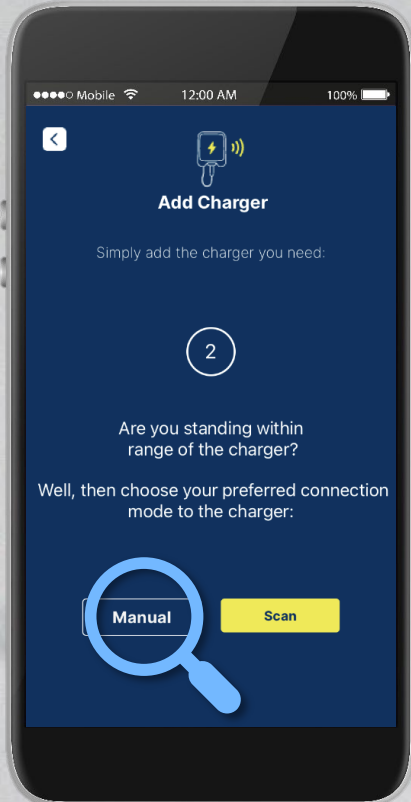 Mobile 12:00 AM 100%
Add Charger
Simply add the charger you need:
2
Are you standing within
range of the charger?
Well, then choose your preferred connection
mode to the charger:
Manual Scan